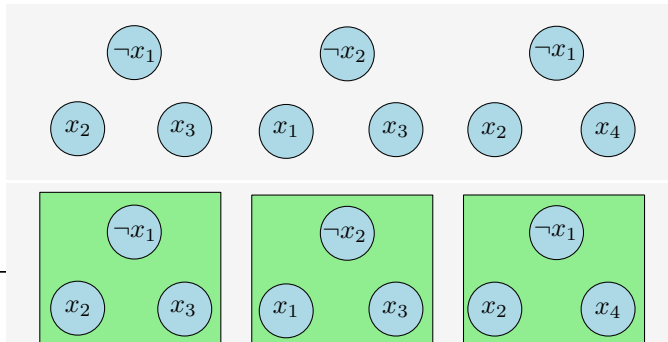 ¬x₁ ¬x₂ ¬x₁
x₂ x₃ x₁ x₃ x₂ x₄
¬x₁ ¬x₂ ¬x₁
x₂ x₃ x₁ x₃ x₂ x₄